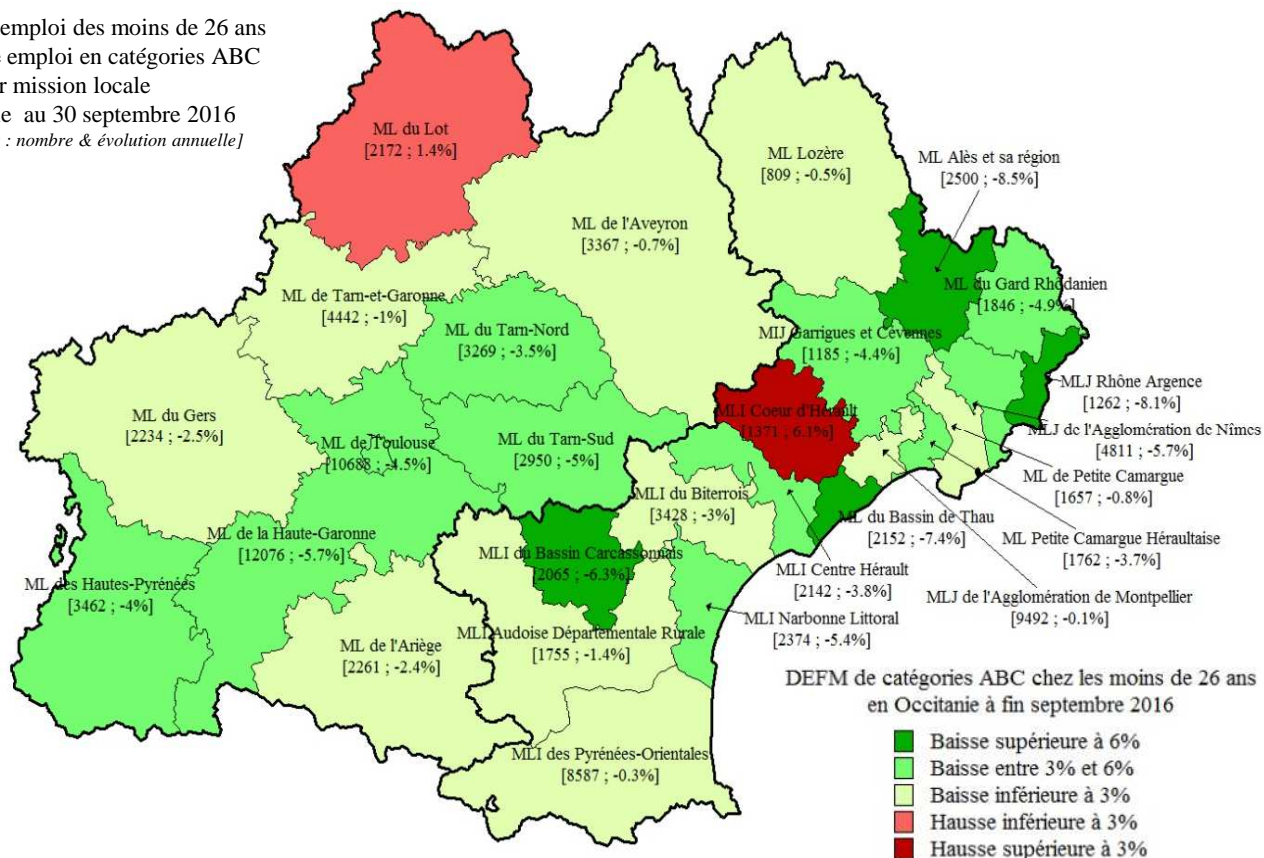 emploi des moins de 26 ans
emploi en catégories ABC
r mission locale
e au 30 septembre 2016
: nombre & évolution annuelle]
ML du Lot
[2172 ; 1.4%]
ML Lozère
[809 ; -0.5%]
ML Alès et sa région
[2500 ; -8.5%]
ML de l'Aveyron
[3367 ; -0.7%]
ML du Gard Rhodanien
[1846 ; -4.9%]
ML de Tarn-et-Garonne
[4442 ; -1%]
ML du Tarn-Nord
[3269 ; -3.5%]
MIJ Garrigues et Cévennes
[1185 ; -4.4%]
MLJ Rhône Argence
[1262 ; -8.1%]
ML du Gers
[2234 ; -2.5%]
MLI Coeur d'Hérault
[1371 ; 6.1%]
ML de Toulouse
[10688 ; -4.5%]
ML du Tarn-Sud
[2950 ; -5%]
MLJ de l'Agglomération de Nîmes
[4811 ; -5.7%]
ML de Petite Camargue
[1657 ; -0.8%]
MLI du Biterrois
[3428 ; -3%]
ML du Bassin de Thau
[2152 ; -7.4%]
ML Petite Camargue Héraultaise
[1762 ; -3.7%]
ML de la Haute-Garonne
[12076 ; -5.7%]
MLI du Bassin Carcassonnais
[2065 ; -6.3%]
MLI Centre Hérault
[2142 ; -3.8%]
ML des Hautes-Pyrénées
[3462 ; -4%]
MLJ de l'Agglomération de Montpellier
[9492 ; -0.1%]
MLI Narbonne Littoral
[2374 ; -5.4%]
ML de l'Ariège
[2261 ; -2.4%]
MLI Audoise Départementale Rurale
[1755 ; -1.4%]
MLI des Pyrénées-Orientales
[8587 ; -0.3%]
DEFM de catégories ABC chez les moins de 26 ans
en Occitanie à fin septembre 2016
Baisse supérieure à 6%
Baisse entre 3% et 6%
Baisse inférieure à 3%
Hausse inférieure à 3%
Hausse supérieure à 3%